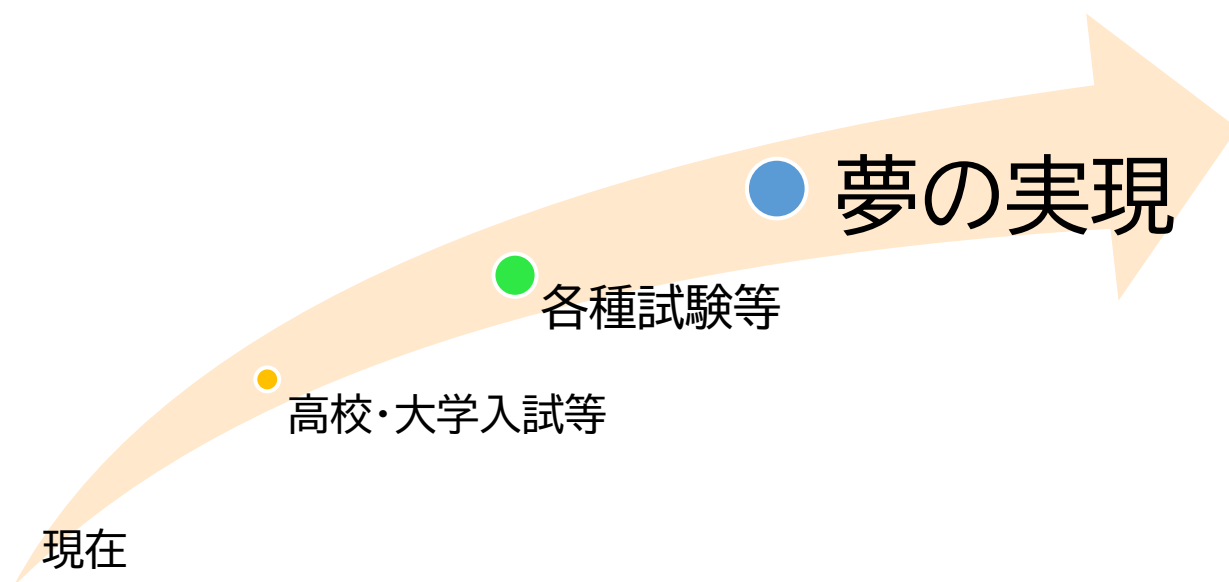 夢の実現
各種試験等
高校・大学入試等
現在